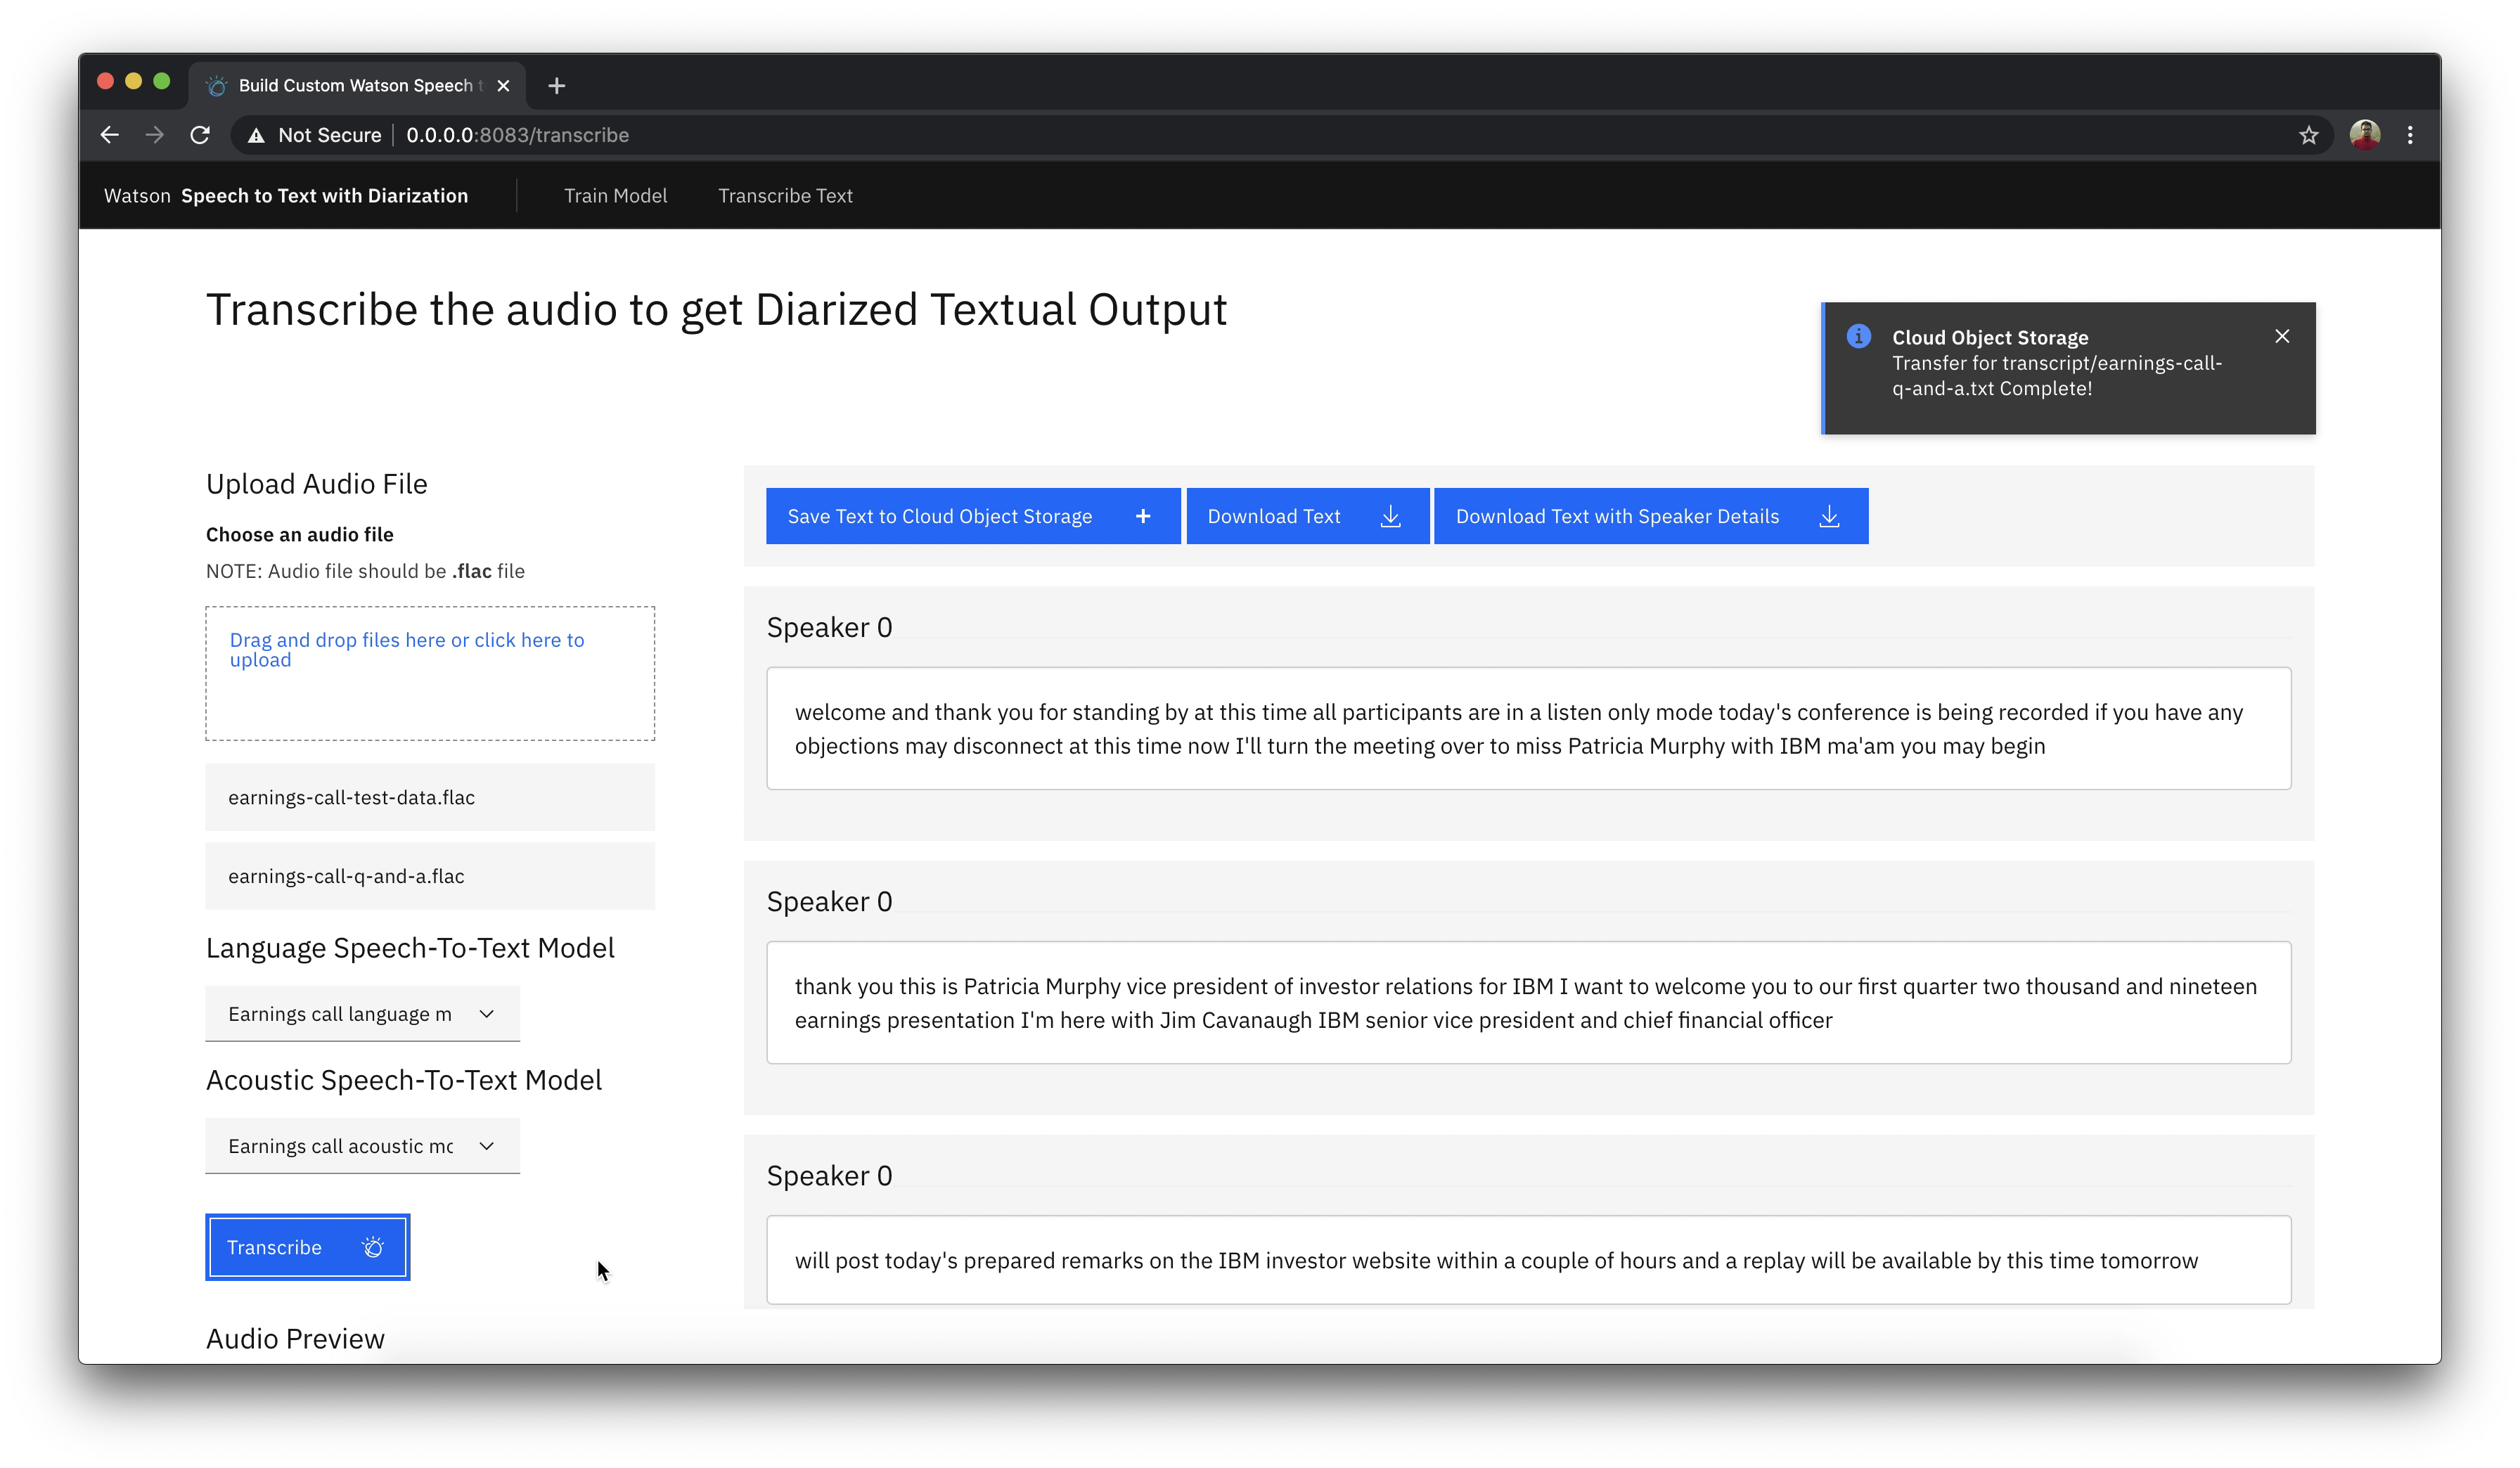 Build Custom Watson Speech t
Not Secure 0.0.0.0:8083/transcribe
Watson Speech to Text with Diarization Train Model Transcribe Text
Transcribe the audio to get Diarized Textual Output
Cloud Object Storage
Transfer for transcript/earnings-call-
q-and-a.txt Complete!
Upload Audio File
Choose an audio file
NOTE: Audio file should be .flac file
Drag and drop files here or click here to
upload
earnings-call-test-data.flac
earnings-call-q-and-a.flac
Language Speech-To-Text Model
Earnings call language m
Acoustic Speech-To-Text Model
Earnings call acoustic mo
Transcribe
Audio Preview
Save Text to Cloud Object Storage Download Text Download Text with Speaker Details
Speaker 0
welcome and thank you for standing by at this time all participants are in a listen only mode today's conference is being recorded if you have any
objections may disconnect at this time now I'll turn the meeting over to miss Patricia Murphy with IBM ma'am you may begin
Speaker 0
thank you this is Patricia Murphy vice president of investor relations for IBM I want to welcome you to our first quarter two thousand and nineteen
earnings presentation I'm here with Jim Cavanaugh IBM senior vice president and chief financial officer
Speaker 0
will post today's prepared remarks on the IBM investor website within a couple of hours and a replay will be available by this time tomorrow